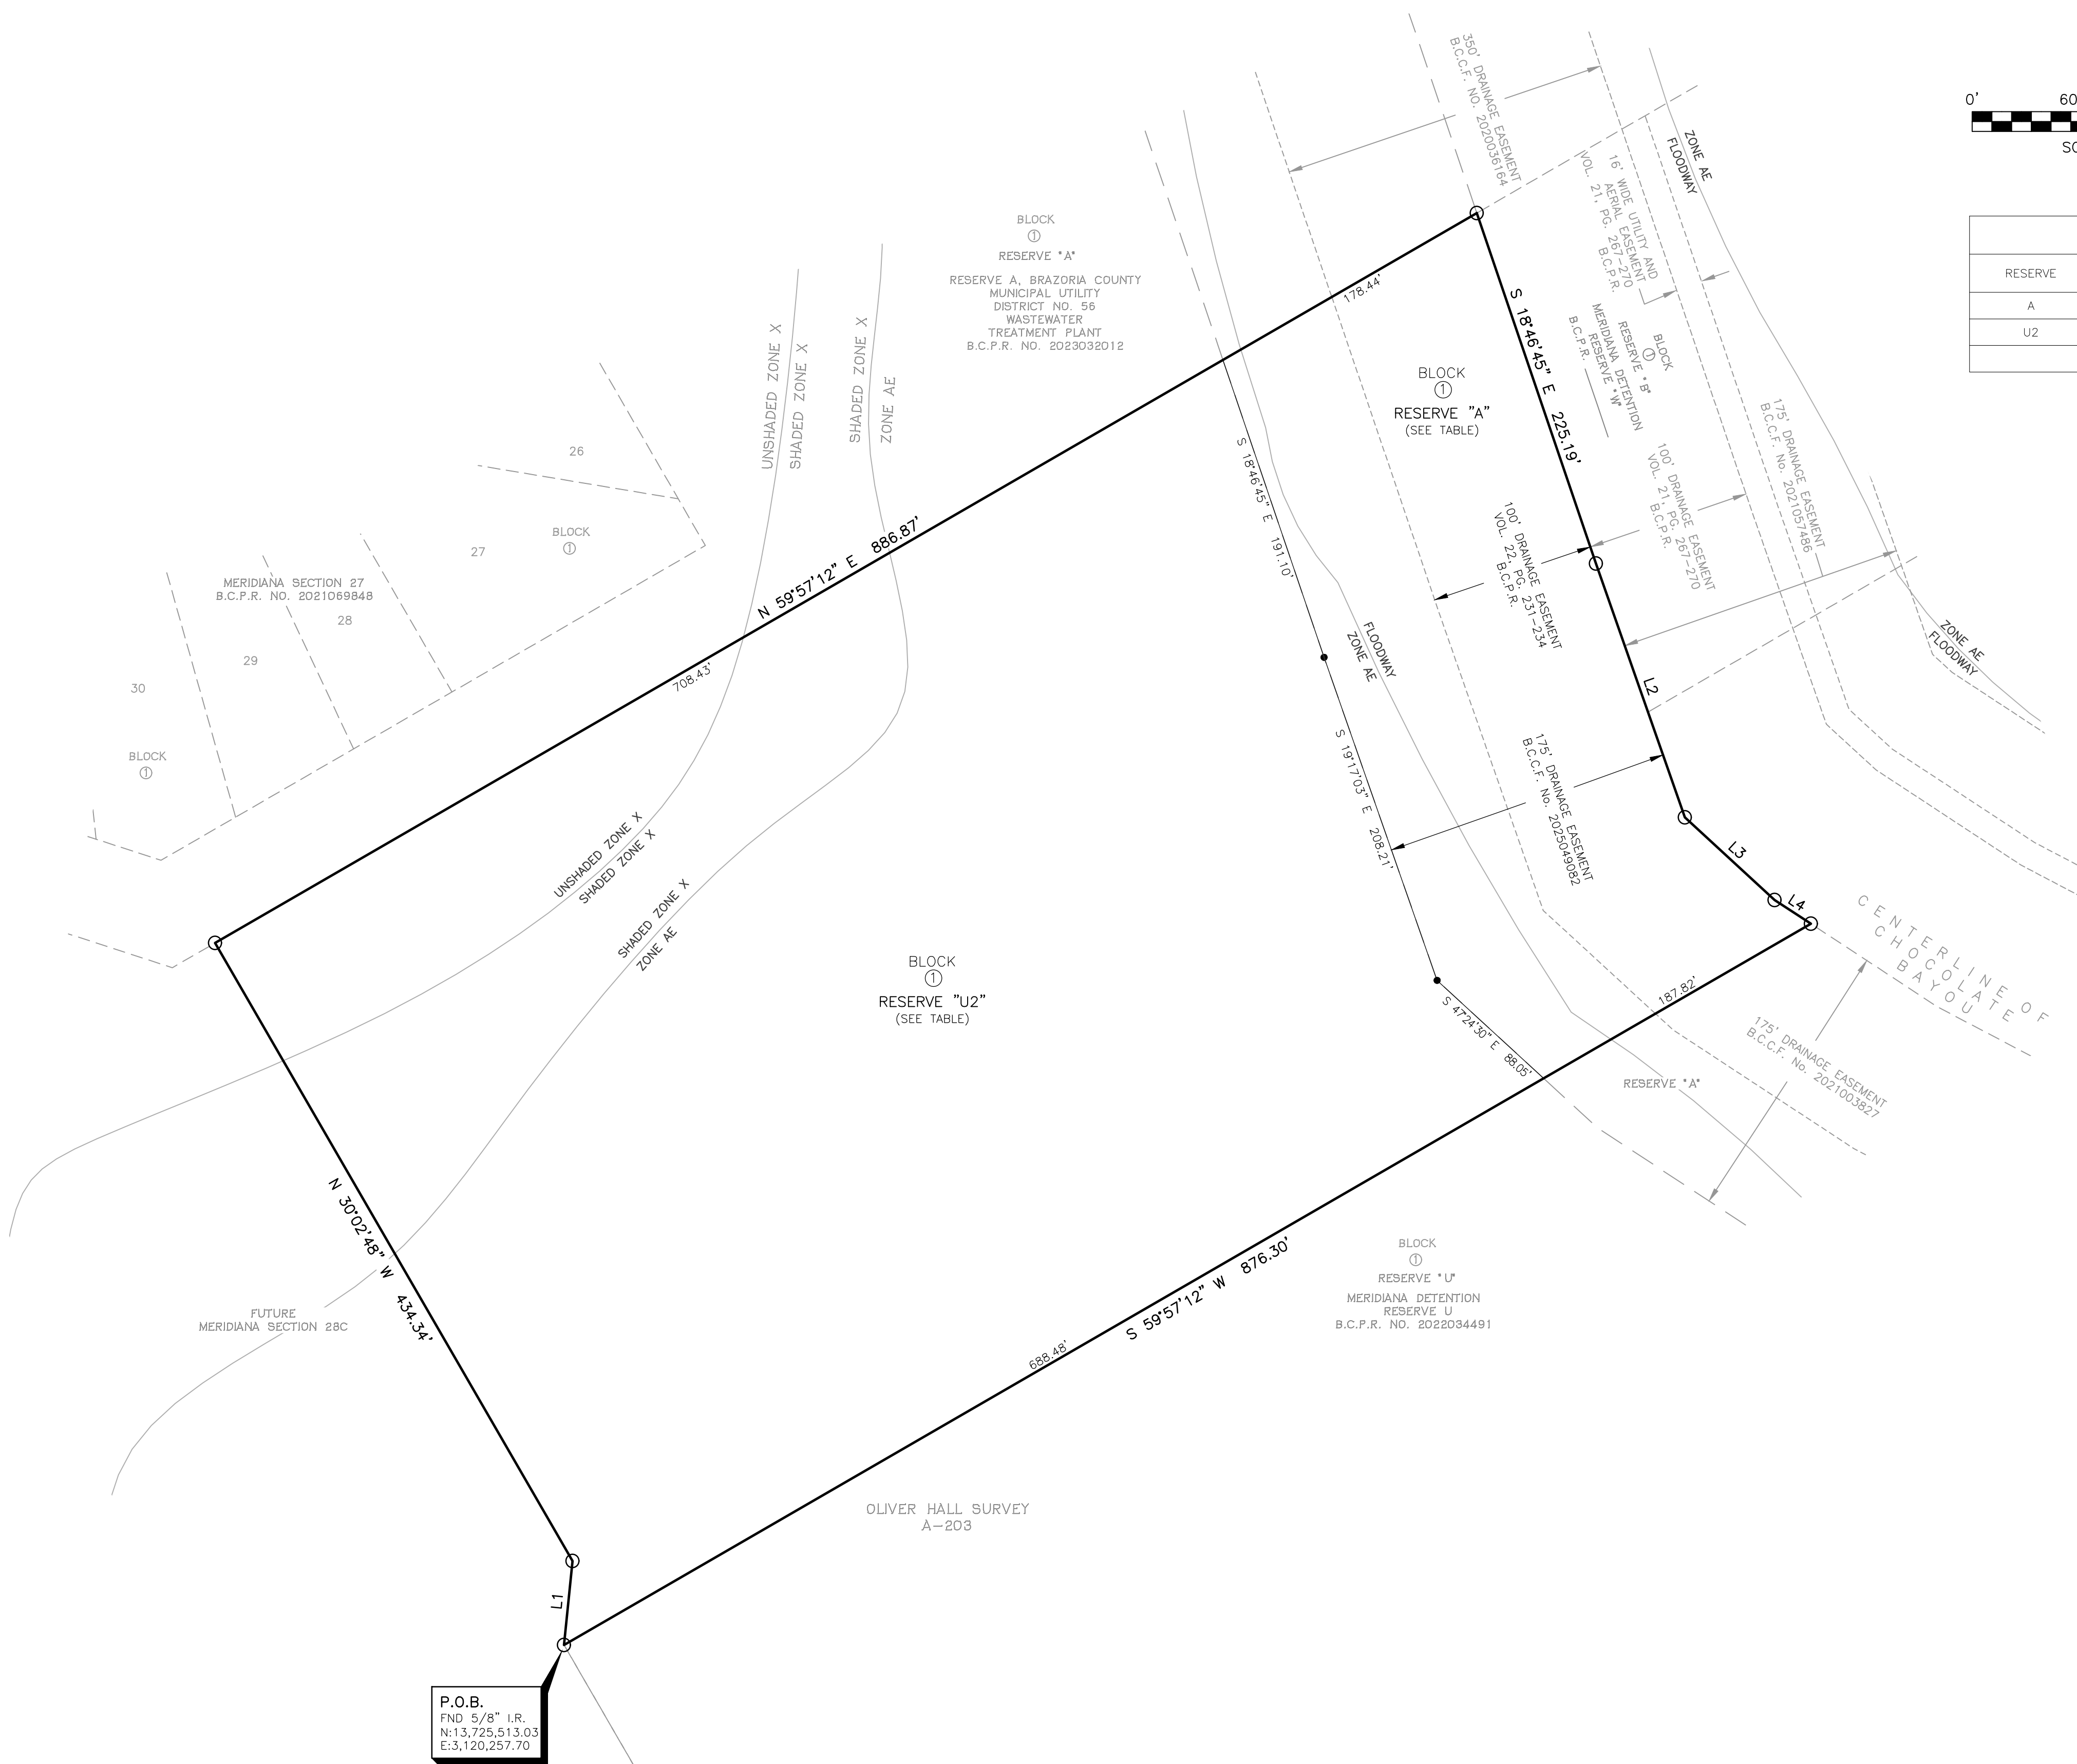 0'
60
SC
350' DRAINAGE EASEMENT
B.C.C.F. NO. 2020036164
ZONE AE
FLOODWAY
16' WIDE UTILITY AND
AERIAL EASEMENT
VOL. 21, PG. 267-270
B.C.P.R.
RESERVE
A
U2
BLOCK
1
RESERVE "A"
RESERVE A, BRAZORIA COUNTY
MUNICIPAL UTILITY
DISTRICT NO. 56
WASTEWATER
TREATMENT PLANT
B.C.P.R. NO. 2023032012
178.44'
S 18°46'45" E 225.19'
BLOCK
1
RESERVE "B"
MERIDIANA DETENTION
RESERVE "W"
B.C.P.R.
UNSHADED ZONE X
SHADED ZONE X
SHADED ZONE X
ZONE AE
BLOCK
1
RESERVE "A"
(SEE TABLE)
175' DRAINAGE EASEMENT
B.C.C.F. No. 2021057486
S 18°46'45" E 191.10'
100' DRAINAGE EASEMENT
VOL. 21, PG. 267-270
B.C.P.R.
100' DRAINAGE EASEMENT
VOL. 22, PG. 231-234
B.C.P.R.
26
27
BLOCK
1
N 59°57'12" E 886.87'
MERIDIANA SECTION 27
B.C.P.R. NO. 2021069848
28
29
30
BLOCK
1
708.43'
FLOODWAY
ZONE AE
ZONE AE
FLOODWAY
L2
S 19°17'03" E 208.21'
175' DRAINAGE EASEMENT
B.C.C.F. No. 2025049082
L3
L4
UNSHADED ZONE X
SHADED ZONE X
SHADED ZONE X
ZONE AE
CENTERLINE OF
CHOCOLATE
BAYOU
BLOCK
1
RESERVE "U2"
(SEE TABLE)
187.82'
S 47°24'30" E 88.05'
175' DRAINAGE EASEMENT
B.C.C.F. No. 2021003827
RESERVE "A"
N 30°02'48" W 434.34'
BLOCK
1
RESERVE "U"
MERIDIANA DETENTION
RESERVE U
B.C.P.R. NO. 2022034491
S 59°57'12" W 876.30'
688.48'
FUTURE
MERIDIANA SECTION 28C
OLIVER HALL SURVEY
A-203
L1
P.O.B.
FND 5/8" I.R.
N:13,725,513.03
E:3,120,257.70